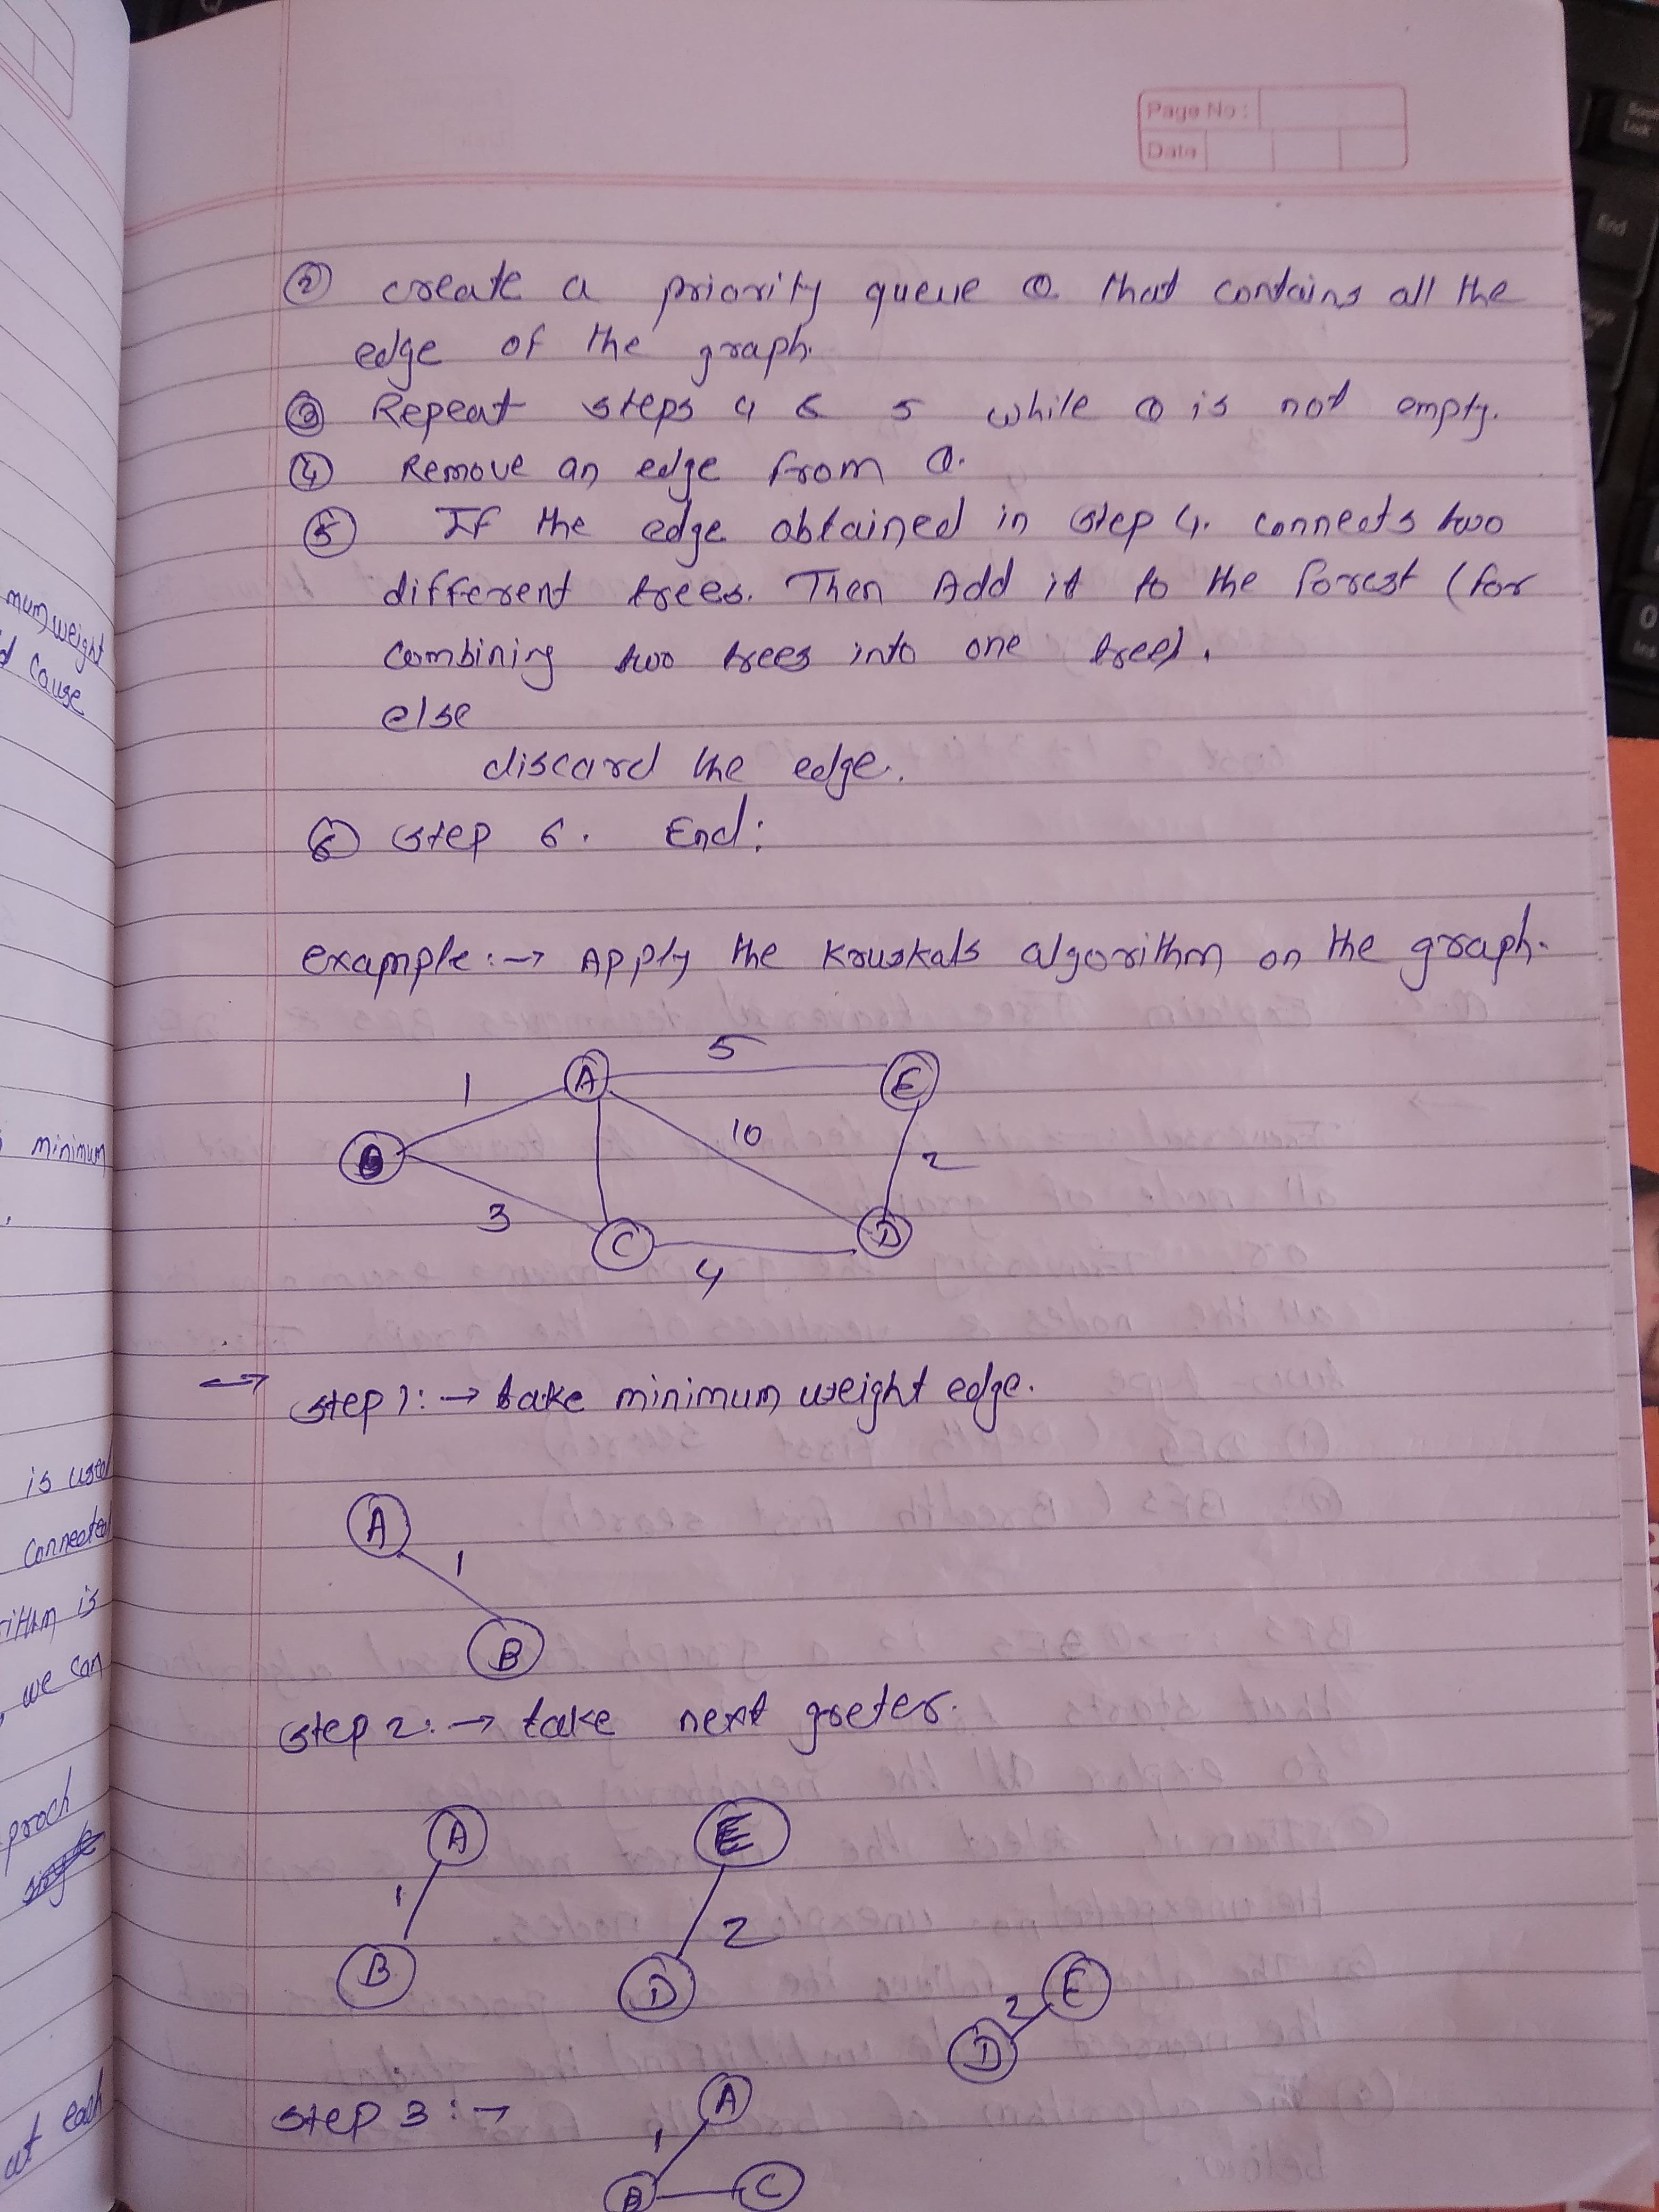 Page No :
Date
② create a priority queue Q that contains all the
edge of the graph.
③ Repeat steps 4 & 5 while Q is not empty.
④ Remove an edge from Q.
⑤ If the edge obtained in step 4. connects two
different trees. Then Add it to the forest (for
combining two trees into one tree).
else
discard the edge.
⑥ step 6. End:
example:→ Apply the Kruskals algorithm on the graph.
5
1 A E
10
B 2
3 C D
4
→ step 1:→ take minimum weight edge.
A
1
B
step 2:→ take next greter.
A E
1 2
B D
E
2
D
step 3:→ A
1
B C
mum weight
d cause
minimum
is used
connected
rithm is
we can
proach
at each
End